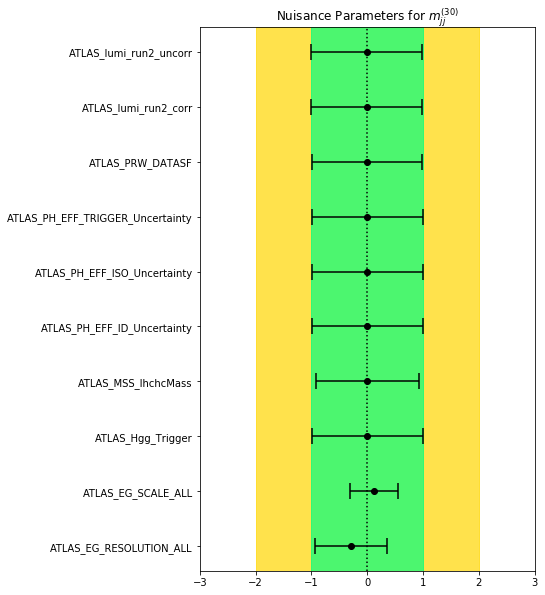 Nuisance Parameters for $m_{jj}^{(30)}$
ATLAS_lumi_run2_uncorr
ATLAS_lumi_run2_corr
ATLAS_PRW_DATASF
ATLAS_PH_EFF_TRIGGER_Uncertainty
ATLAS_PH_EFF_ISO_Uncertainty
ATLAS_PH_EFF_ID_Uncertainty
ATLAS_MSS_lhchcMass
ATLAS_Hgg_Trigger
ATLAS_EG_SCALE_ALL
ATLAS_EG_RESOLUTION_ALL
−3 −2 −1 0 1 2 3